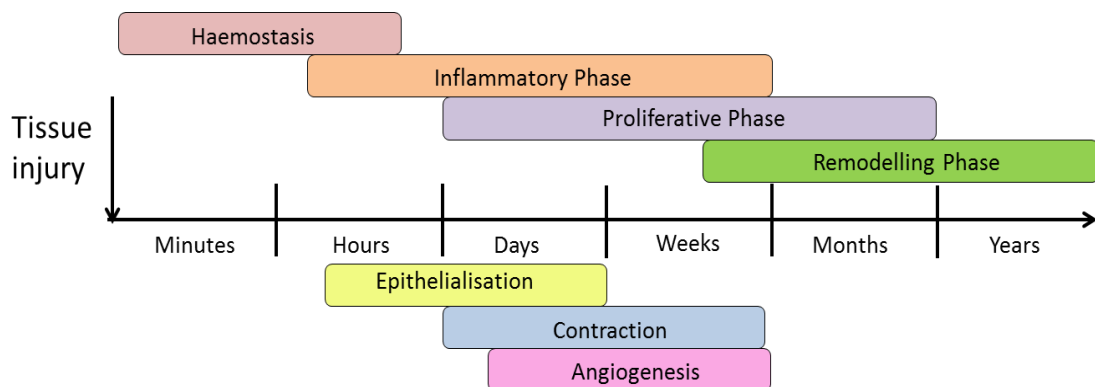 Haemostasis
Inflammatory Phase
Proliferative Phase
Remodelling Phase
Tissue
injury
Minutes
Hours
Days
Weeks
Months
Years
Epithelialisation
Contraction
Angiogenesis